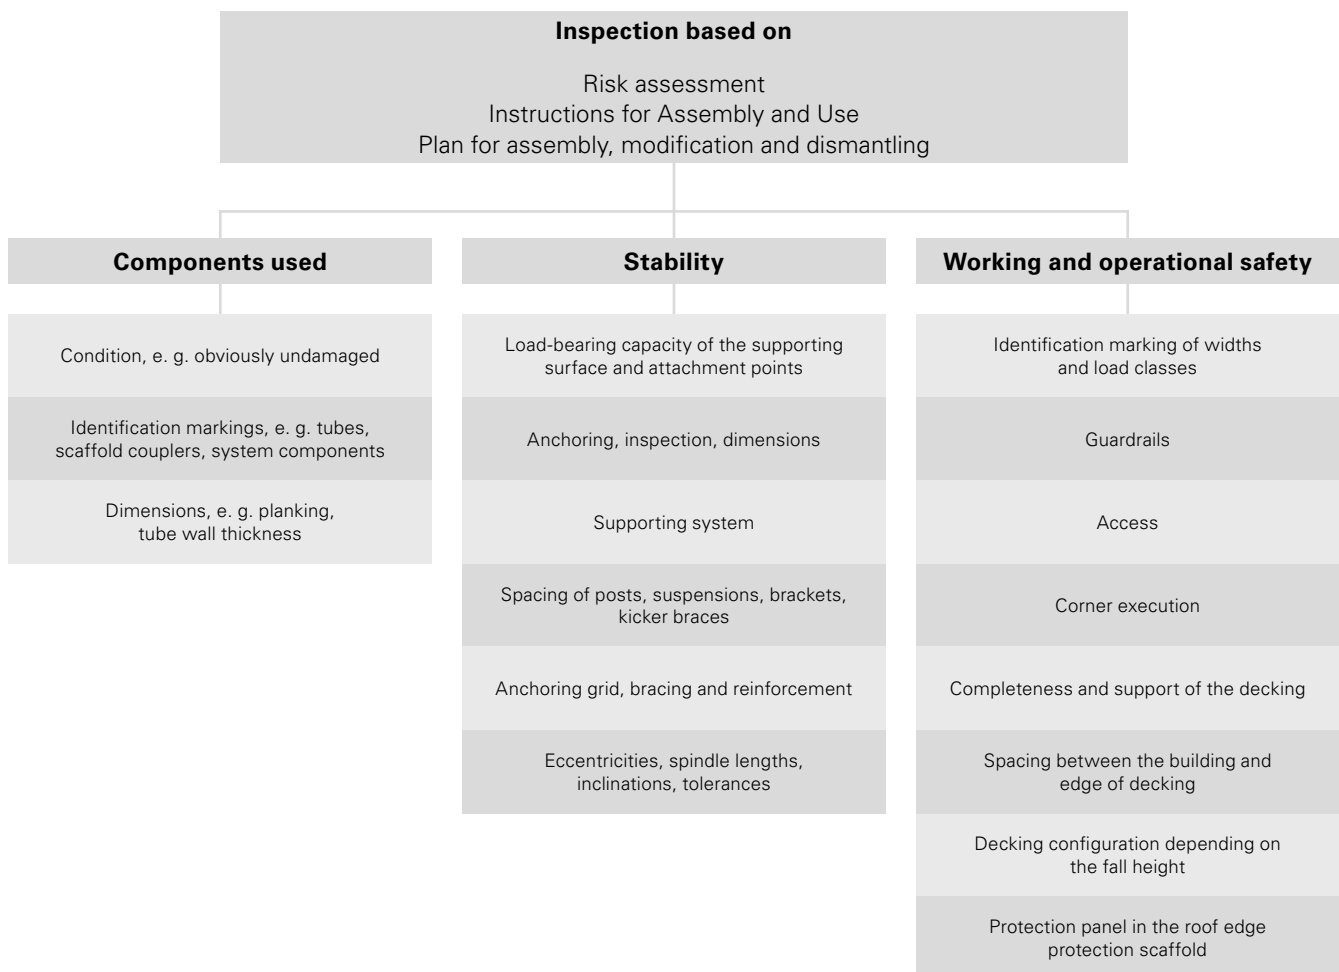 Inspection based on
Risk assessment
Instructions for Assembly and Use
Plan for assembly, modification and dismantling
Components used
Condition, e. g. obviously undamaged
Identification markings, e. g. tubes,
scaffold couplers, system components
Dimensions, e. g. planking,
tube wall thickness
Stability
Load-bearing capacity of the supporting
surface and attachment points
Anchoring, inspection, dimensions
Supporting system
Spacing of posts, suspensions, brackets,
kicker braces
Anchoring grid, bracing and reinforcement
Eccentricities, spindle lengths,
inclinations, tolerances
Working and operational safety
Identification marking of widths
and load classes
Guardrails
Access
Corner execution
Completeness and support of the decking
Spacing between the building and
edge of decking
Decking configuration depending on
the fall height
Protection panel in the roof edge
protection scaffold